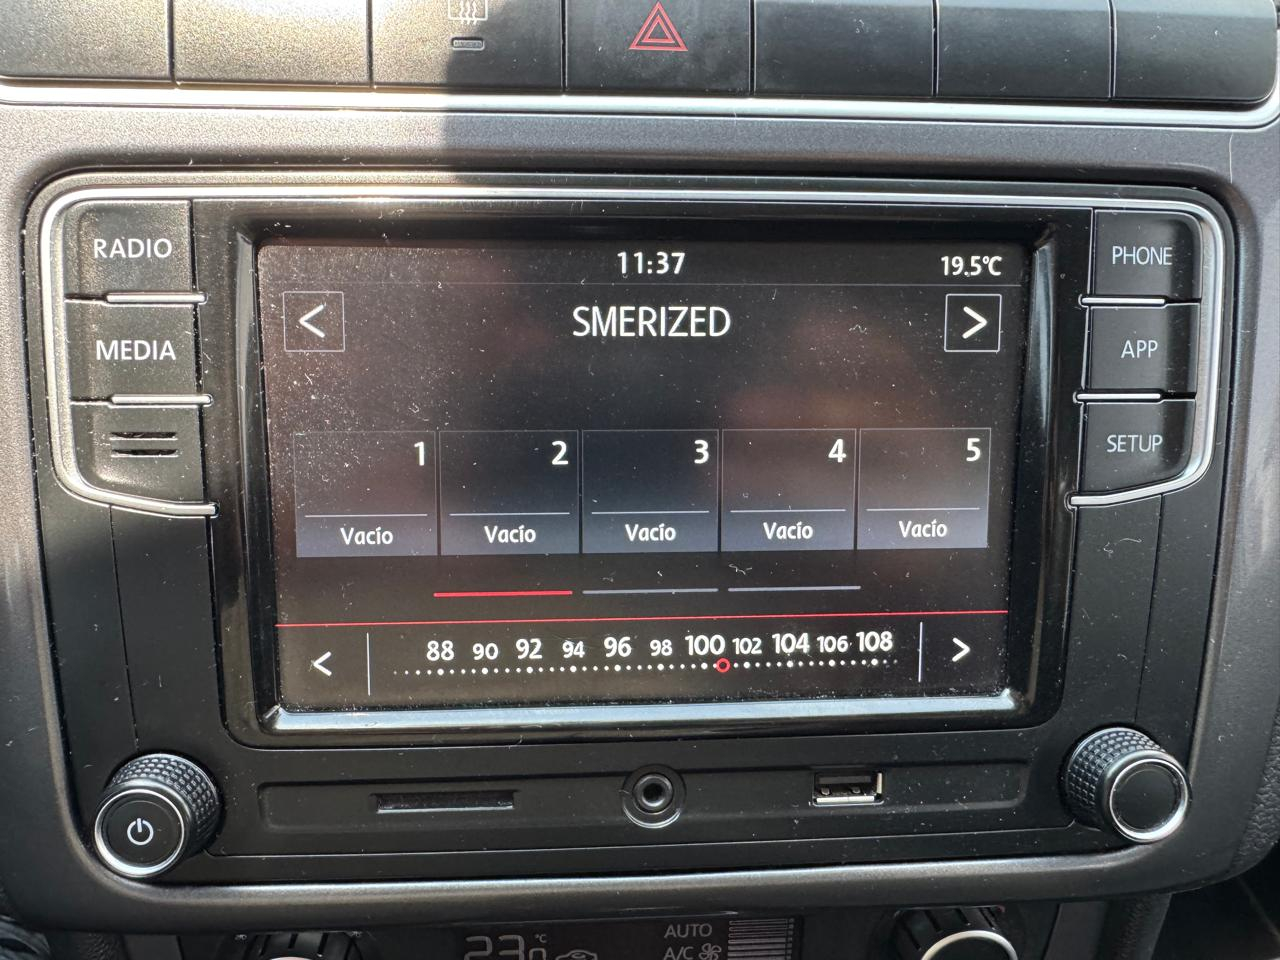 RADIO
MEDIA
PHONE
APP
SETUP
11:37
19.5°C
<
SMERIZED
>
1 2 3 4 5
Vacío Vacío Vacío Vacío Vacío
< 88 90 92 94 96 98 100 102 104 106 108 >
AUTO
°C
A/C